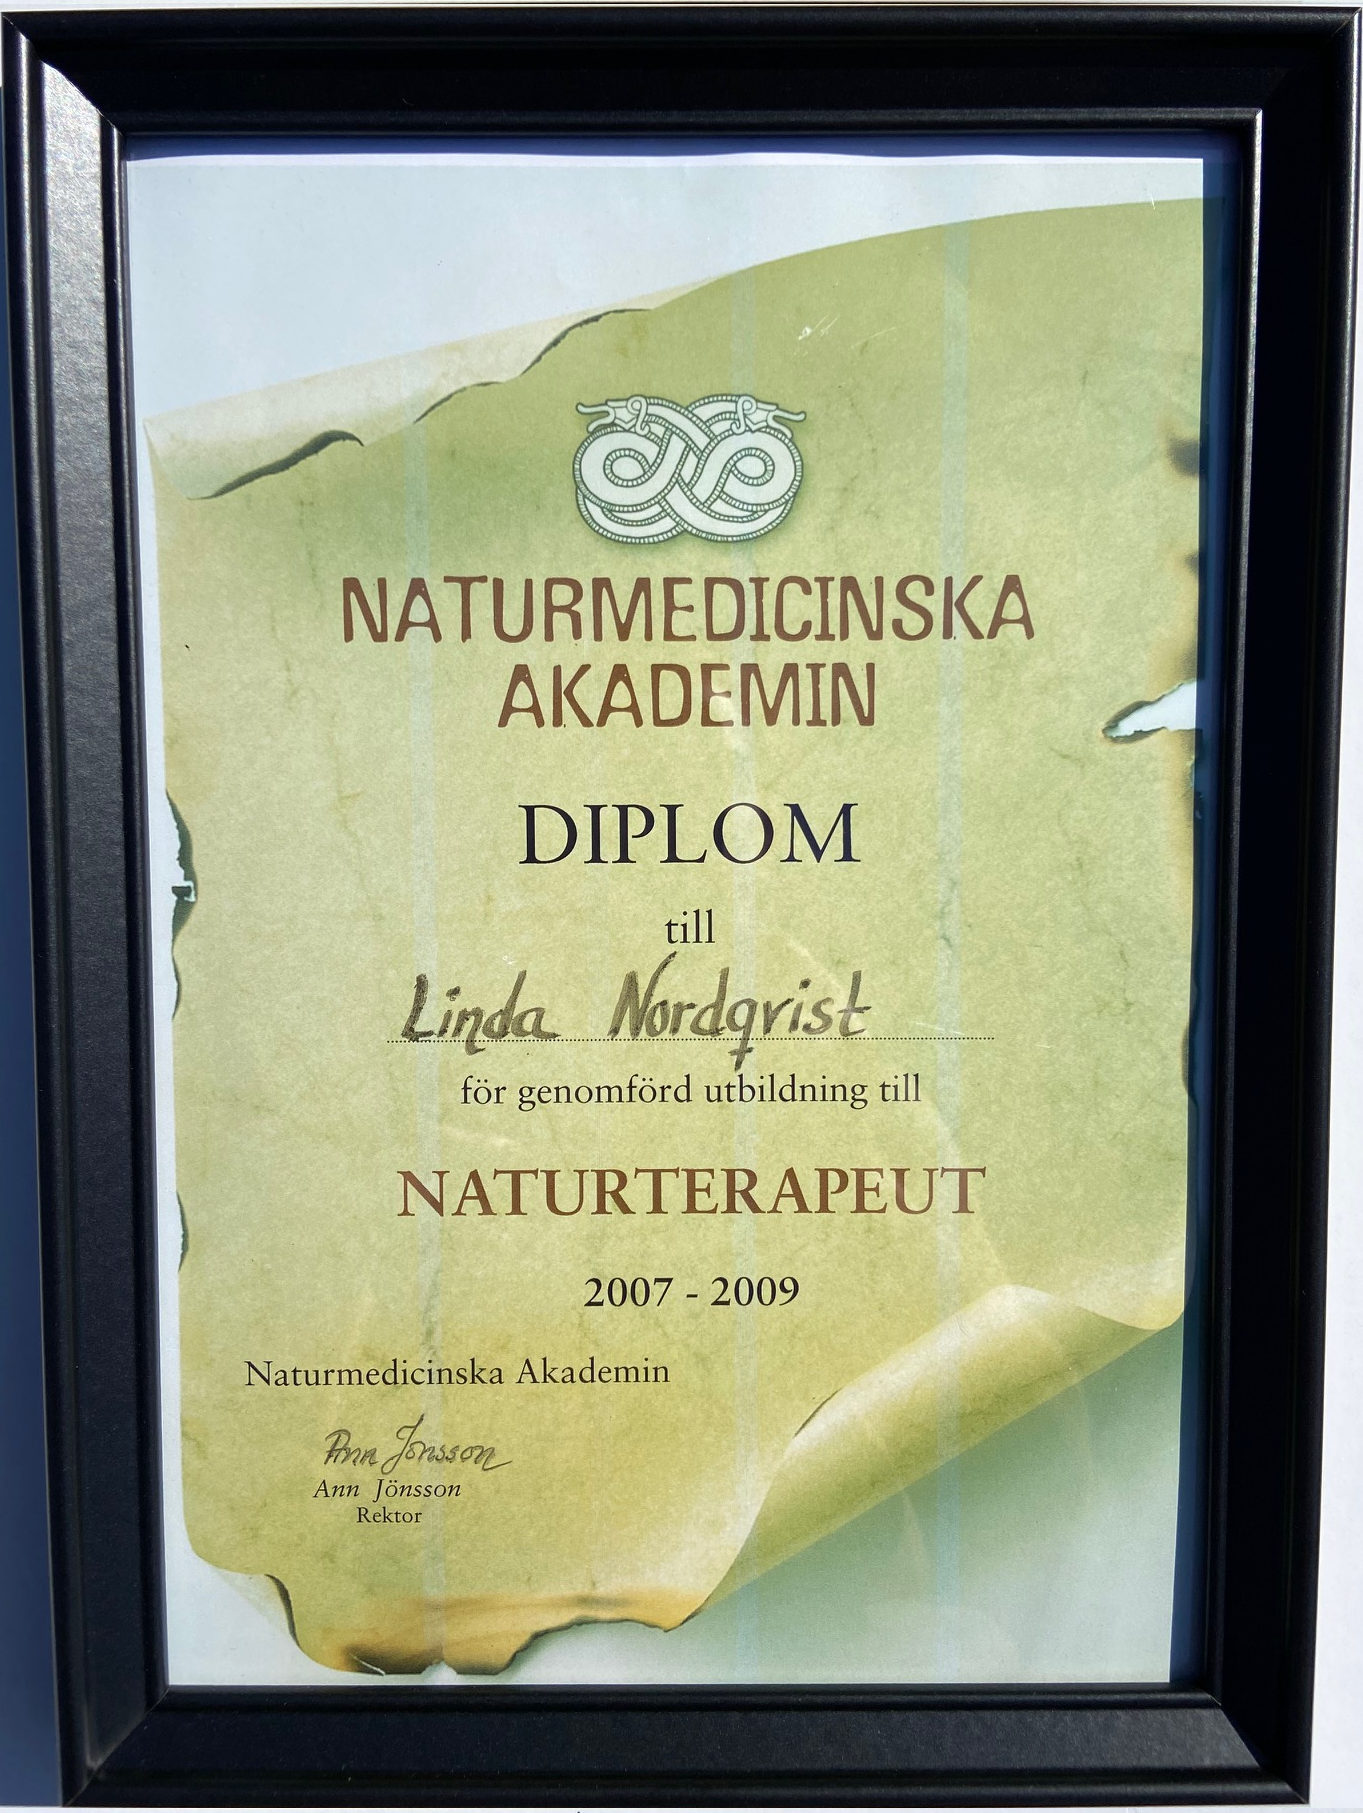 NATURMEDICINSKA
AKADEMIN
DIPLOM
till
Linda Nordqvist
för genomförd utbildning till
NATURTERAPEUT
2007 - 2009
Naturmedicinska Akademin
Ann Jönsson
Ann Jönsson
Rektor